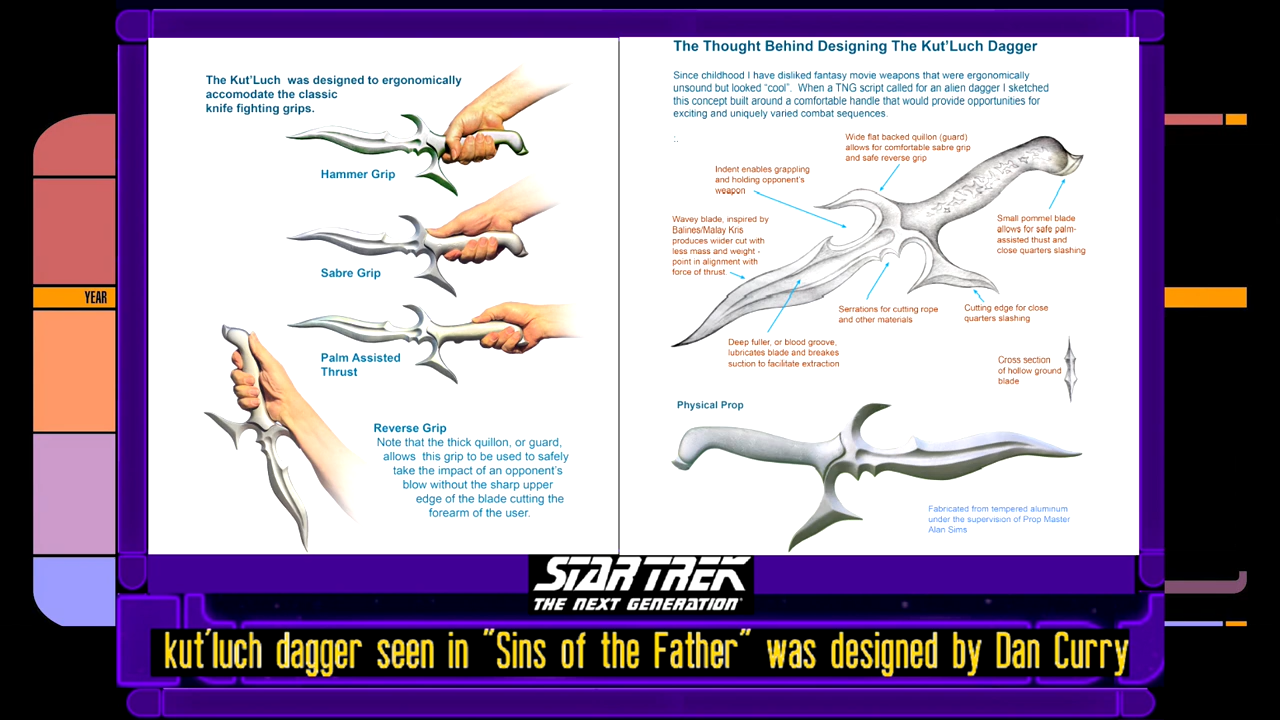 The Kut'Luch was designed to ergonomically
accomodate the classic
knife fighting grips.
Hammer Grip
Sabre Grip
Palm Assisted
Thrust
Reverse Grip
Note that the thick quillon, or guard,
allows this grip to be used to safely
take the impact of an opponent's
blow without the sharp upper
edge of the blade cutting the
forearm of the user.
The Thought Behind Designing The Kut'Luch Dagger
Since childhood I have disliked fantasy movie weapons that were ergonomically
unsound but looked “cool”. When a TNG script called for an alien dagger I sketched
this concept built around a comfortable handle that would provide opportunities for
exciting and uniquely varied combat sequences.
:.
Wide flat backed quillon (guard)
allows for comfortable sabre grip
and safe reverse grip
Indent enables grappling
and holding opponent's
weapon
Wavey blade, inspired by
Balines/Malay Kris
produces wiider cut with
less mass and weight -
point in alignment with
force of thrust.
Small pommel blade
allows for safe palm-
assisted thust and
close quarters slashing
Serrations for cutting rope
and other materials
Cutting edge for close
quarters slashing
Deep fuller, or blood groove,
lubricates blade and breakes
suction to facilitate extraction
Cross section
of hollow ground
blade
Physical Prop
Fabricated from tempered aluminum
under the supervision of Prop Master
Alan Sims
YEAR
STAR TREK
THE NEXT GENERATION
kut'luch dagger seen in "Sins of the Father" was designed by Dan Curry